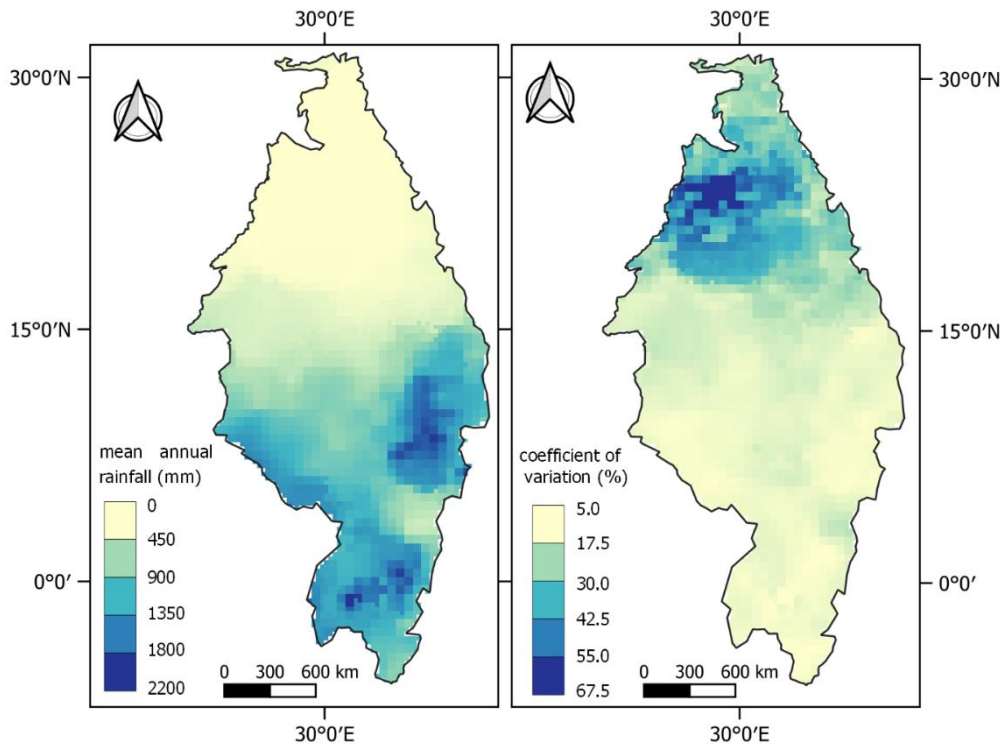 30°0'E
30°0'E
30°0'N
30°0'N
15°0'N
15°0'N
mean annual
rainfall (mm)
0
450
900
1350
1800
2200
coefficient of
variation (%)
5.0
17.5
30.0
42.5
55.0
67.5
0°0'
0°0'
0 300 600 km
0 300 600 km
30°0'E
30°0'E